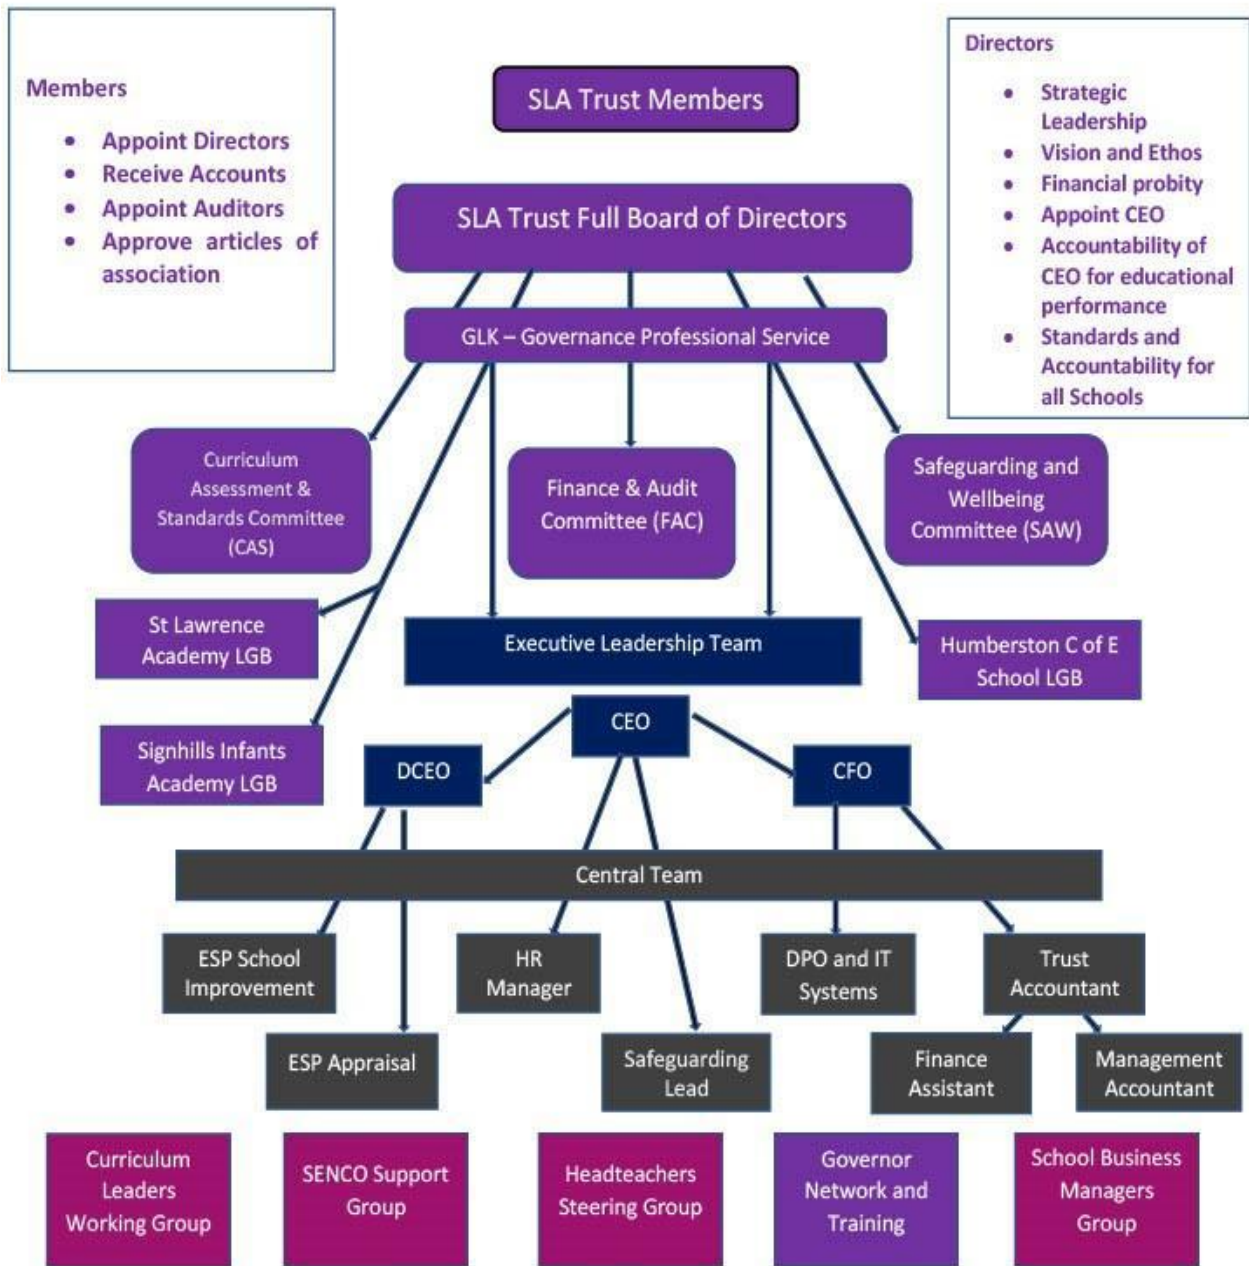 Members
• Appoint Directors
• Receive Accounts
• Appoint Auditors
• Approve articles of
association
SLA Trust Members
Directors
• Strategic
Leadership
• Vision and Ethos
• Financial probity
• Appoint CEO
• Accountability of
CEO for educational
performance
• Standards and
Accountability for
all Schools
SLA Trust Full Board of Directors
GLK – Governance Professional Service
Curriculum
Assessment &
Standards Committee
(CAS)
Finance & Audit
Committee (FAC)
Safeguarding and
Wellbeing
Committee (SAW)
St Lawrence
Academy LGB
Executive Leadership Team
Humberston C of E
School LGB
Signhills Infants
Academy LGB
CEO
DCEO
CFO
Central Team
ESP School
Improvement
HR
Manager
DPO and IT
Systems
Trust
Accountant
ESP Appraisal
Safeguarding
Lead
Finance
Assistant
Management
Accountant
Curriculum
Leaders
Working Group
SENCO Support
Group
Headteachers
Steering Group
Governor
Network and
Training
School Business
Managers
Group